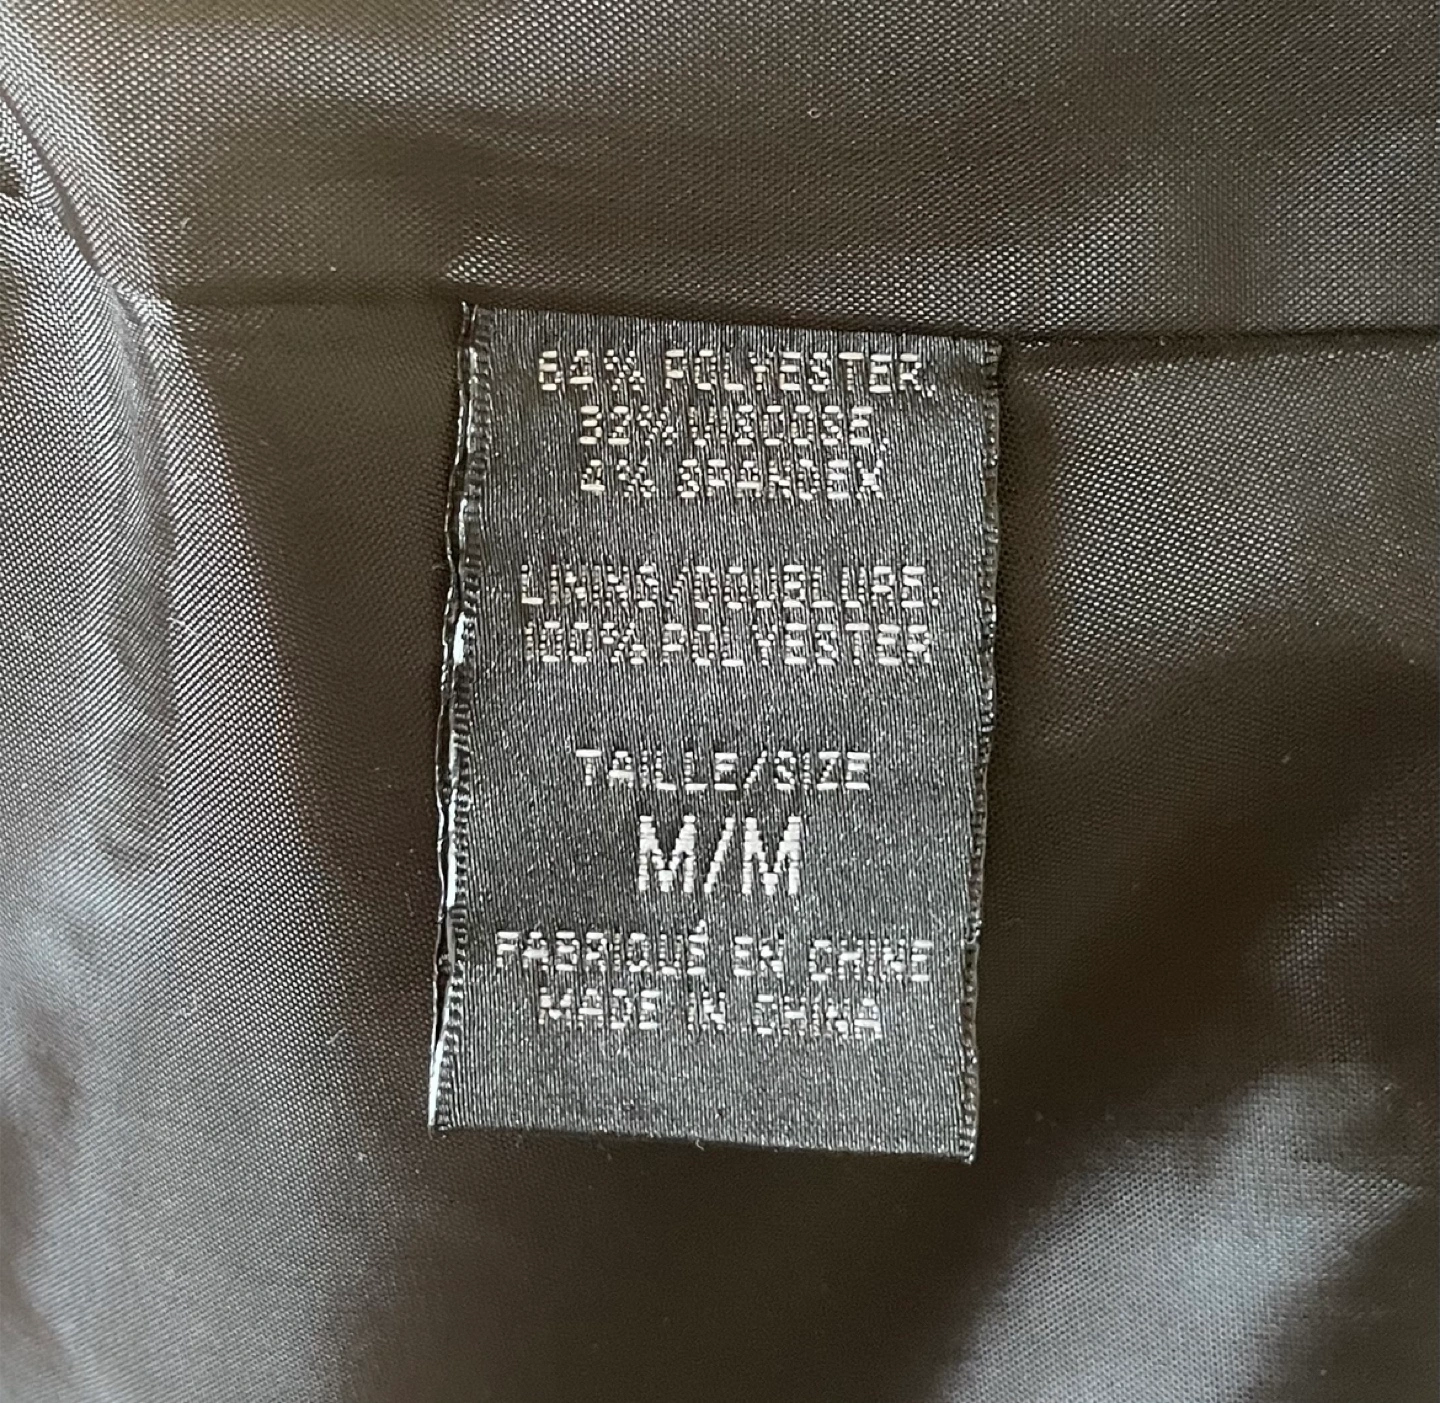 64% POLYESTER,
32% VISCOSE,
4% SPANDEX
LINING/DOUBLURE:
100% POLYESTER
TAILLE/SIZE
M/M
FABRIQUÉ EN CHINE
MADE IN CHINA